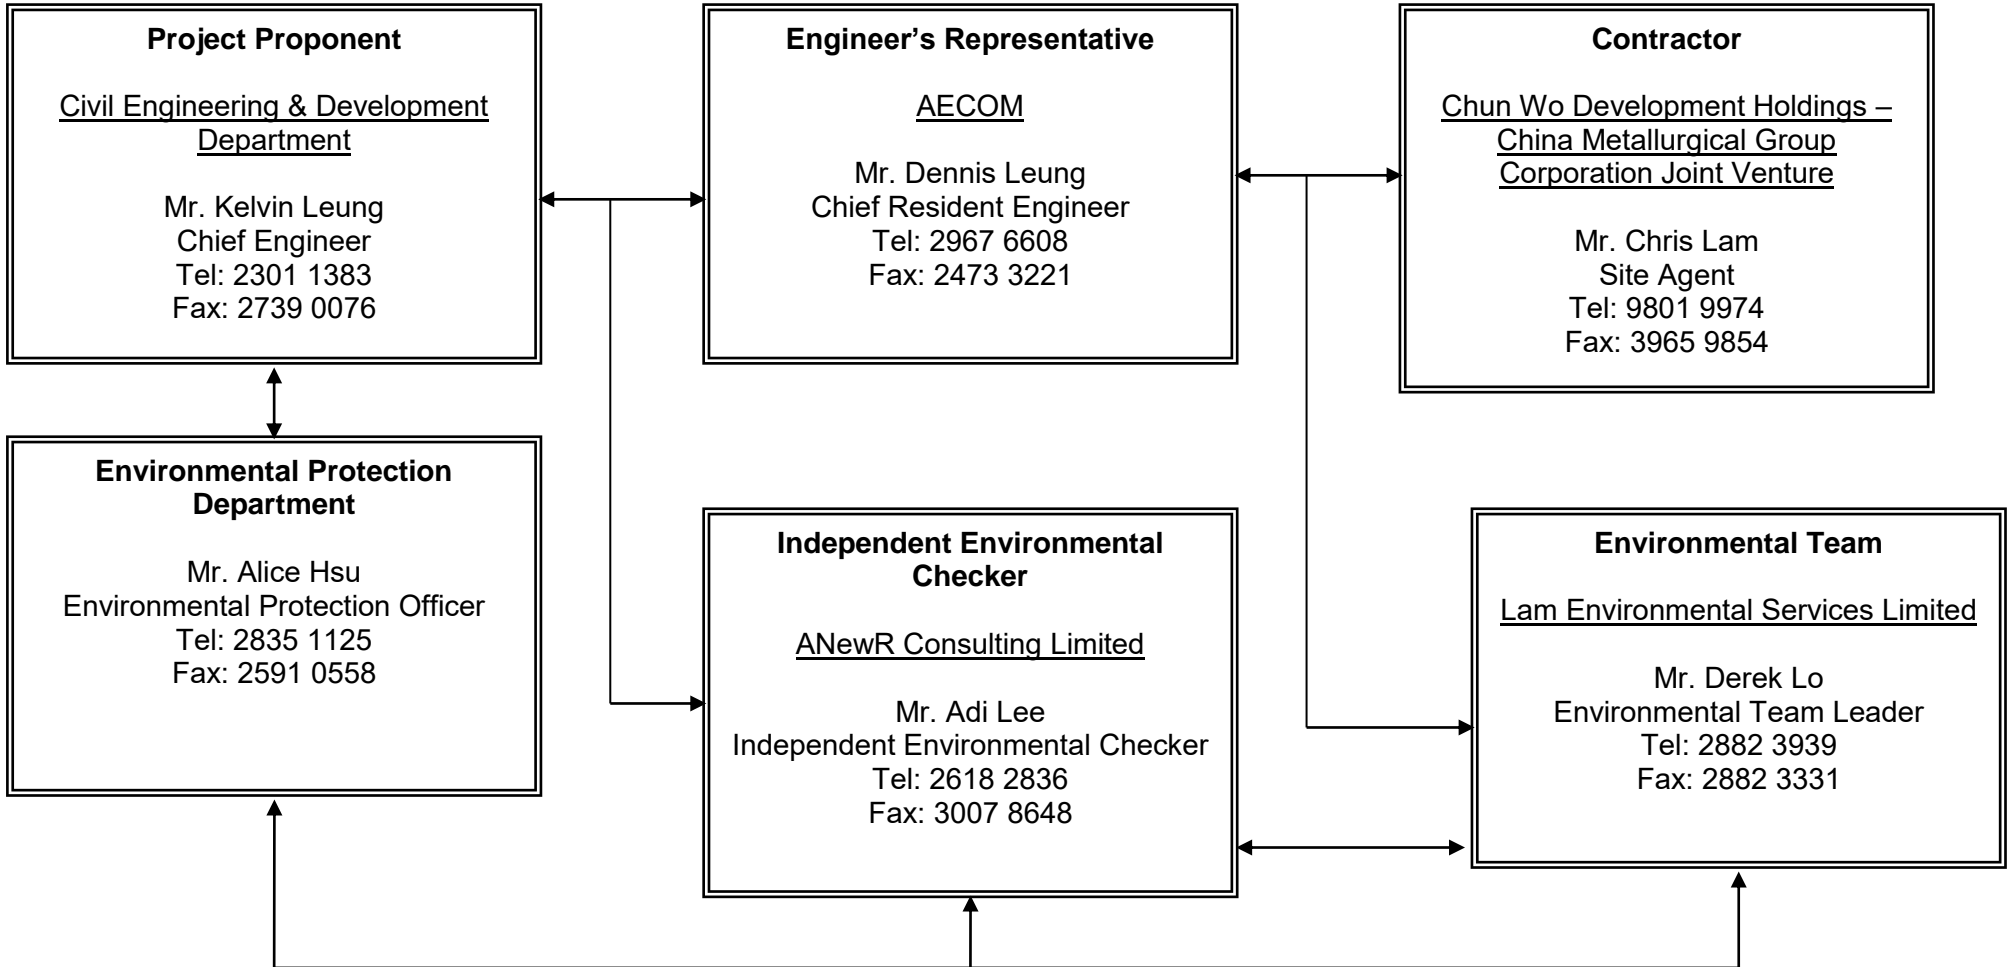 Project Proponent
Civil Engineering & Development
Department
Mr. Kelvin Leung
Chief Engineer
Tel: 2301 1383
Fax: 2739 0076
Engineer’s Representative
AECOM
Mr. Dennis Leung
Chief Resident Engineer
Tel: 2967 6608
Fax: 2473 3221
Contractor
Chun Wo Development Holdings –
China Metallurgical Group
Corporation Joint Venture
Mr. Chris Lam
Site Agent
Tel: 9801 9974
Fax: 3965 9854
Environmental Protection
Department
Mr. Alice Hsu
Environmental Protection Officer
Tel: 2835 1125
Fax: 2591 0558
Independent Environmental
Checker
ANewR Consulting Limited
Mr. Adi Lee
Independent Environmental Checker
Tel: 2618 2836
Fax: 3007 8648
Environmental Team
Lam Environmental Services Limited
Mr. Derek Lo
Environmental Team Leader
Tel: 2882 3939
Fax: 2882 3331